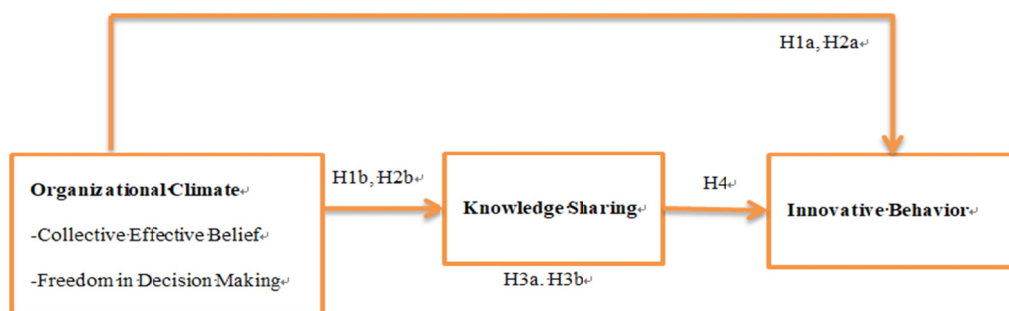 H1a, H2a
Organizational Climate
-Collective Effective Belief
-Freedom in Decision Making
H1b, H2b
Knowledge Sharing
H3a. H3b
H4
Innovative Behavior